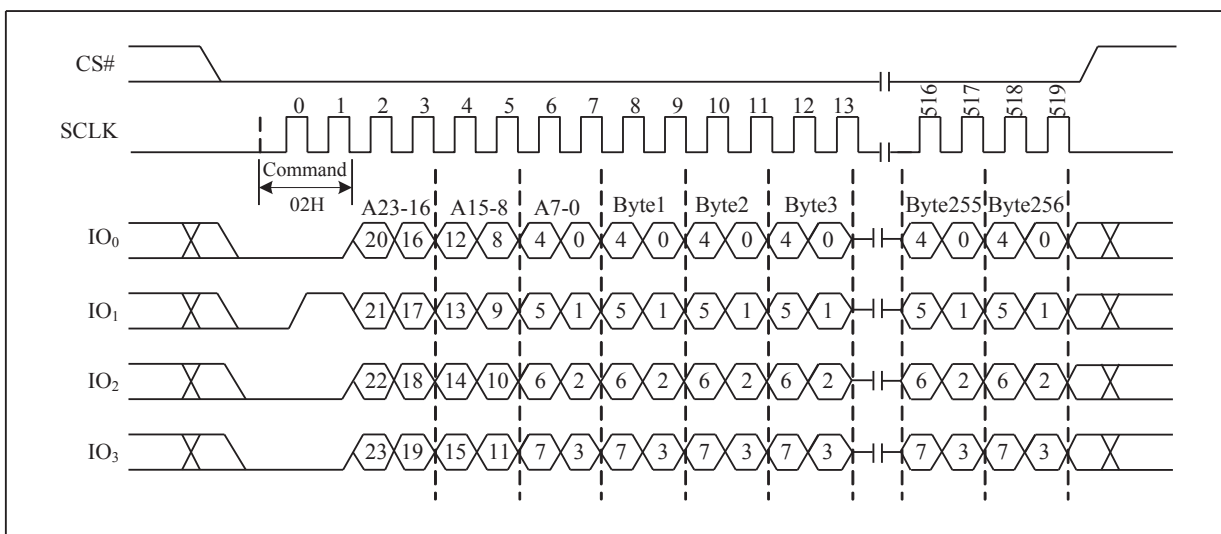 CS#
0 1 2 3 4 5 6 7 8 9 10 11 12 13 516 517 518 519
SCLK
Command
02H
A23-16 A15-8 A7-0 Byte1 Byte2 Byte3 Byte255 Byte256
IO0 20 16 12 8 4 0 4 0 4 0 4 0 4 0 4 0
IO1 21 17 13 9 5 1 5 1 5 1 5 1 5 1 5 1
IO2 22 18 14 10 6 2 6 2 6 2 6 2 6 2 6 2
IO3 23 19 15 11 7 3 7 3 7 3 7 3 7 3 7 3